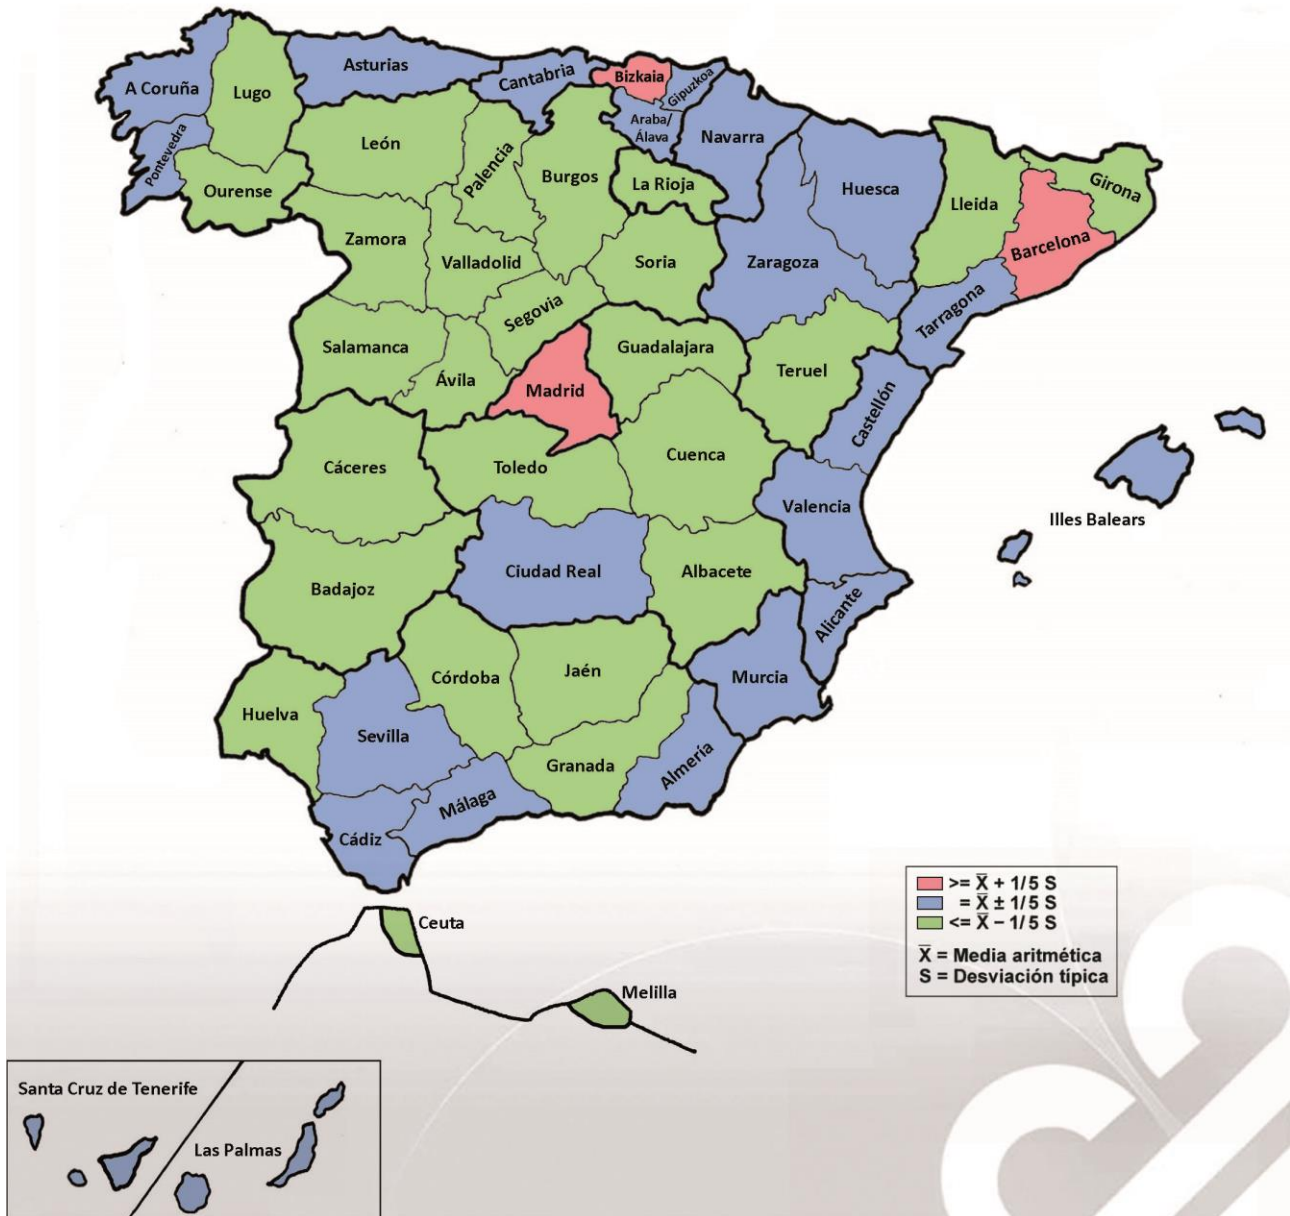 A Coruña
Lugo
Asturias
Cantabria
Bizkaia
Gipuzkoa
Araba/
Álava
Navarra
Pontevedra
Ourense
León
Palencia
Burgos
La Rioja
Huesca
Lleida
Girona
Barcelona
Zamora
Valladolid
Soria
Zaragoza
Tarragona
Segovia
Salamanca
Ávila
Madrid
Guadalajara
Teruel
Castellón
Cáceres
Toledo
Cuenca
Valencia
Illes Balears
Badajoz
Ciudad Real
Albacete
Alicante
Huelva
Sevilla
Córdoba
Jaén
Murcia
Granada
Almería
Málaga
Cádiz
>= X̅ + 1/5 S
= X̅ ± 1/5 S
<= X̅ – 1/5 S
X̅ = Media aritmética
S = Desviación típica
Ceuta
Melilla
Santa Cruz de Tenerife
Las Palmas